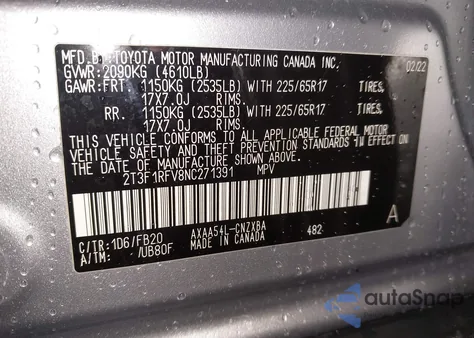 MFD.BY: TOYOTA MOTOR MANUFACTURING CANADA INC. 02/22
GVWR: 2090KG (4610LB)
GAWR: FRT. 1150KG (2535LB) WITH 225/65R17 TIRES,
17X7.0J RIMS.
RR. 1150KG (2535LB) WITH 225/65R17 TIRES,
17X7.0J RIMS.
THIS VEHICLE CONFORMS TO ALL APPLICABLE FEDERAL MOTOR
VEHICLE SAFETY AND BUMPER STANDARDS IN EFFECT ON
THE DATE OF MANUFACTURE SHOWN ABOVE.
2T3F1RFV8NC271391 MPV
C/TR:1D6/FB20 AXAA54L-CNZXBA 482 A
A/TM: /UB80F MADE IN CANADA
autoSnap